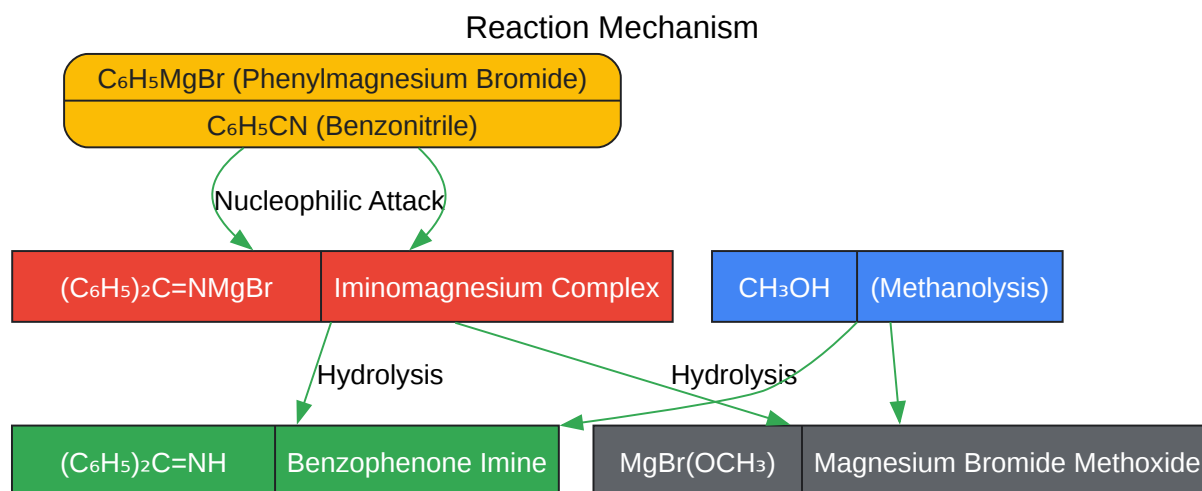 Reaction Mechanism
C₆H₅MgBr (Phenylmagnesium Bromide)
C₆H₅CN (Benzonitrile)
Nucleophilic Attack
(C₆H₅)₂C=NMgBr
Iminomagnesium Complex
CH₃OH
(Methanolysis)
Hydrolysis
Hydrolysis
(C₆H₅)₂C=NH
Benzophenone Imine
MgBr(OCH₃)
Magnesium Bromide Methoxide